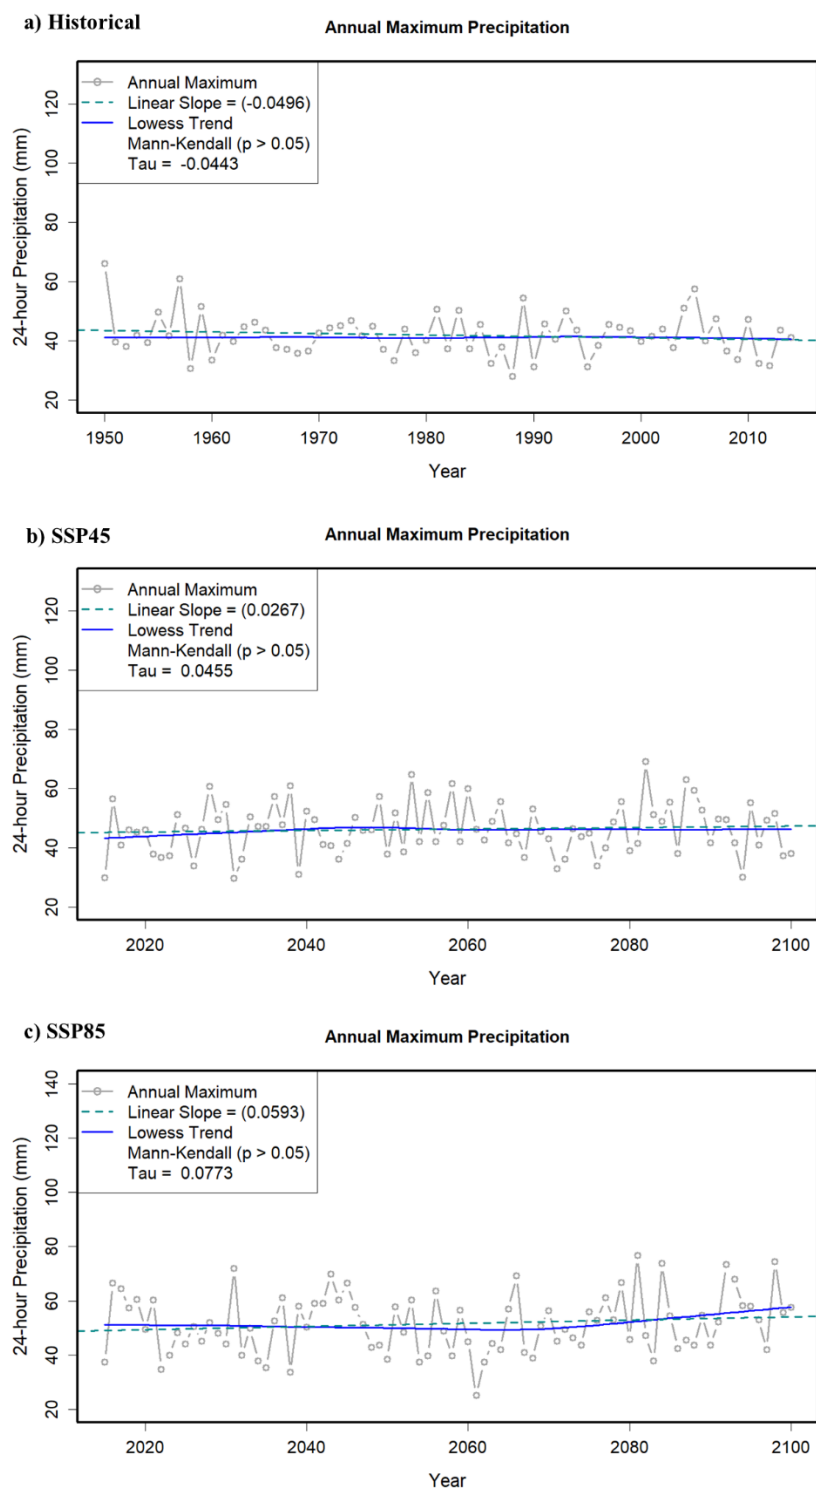 a) Historical
Annual Maximum Precipitation
Annual Maximum
Linear Slope = (-0.0496)
Lowess Trend
Mann-Kendall (p > 0.05)
Tau = -0.0443
24-hour Precipitation (mm)
120
100
80
60
40
20
1950 1960 1970 1980 1990 2000 2010
Year
b) SSP45
Annual Maximum Precipitation
Annual Maximum
Linear Slope = (0.0267)
Lowess Trend
Mann-Kendall (p > 0.05)
Tau = 0.0455
24-hour Precipitation (mm)
120
100
80
60
40
20
2020 2040 2060 2080 2100
Year
c) SSP85
Annual Maximum Precipitation
Annual Maximum
Linear Slope = (0.0593)
Lowess Trend
Mann-Kendall (p > 0.05)
Tau = 0.0773
24-hour Precipitation (mm)
140
120
100
80
60
40
20
2020 2040 2060 2080 2100
Year